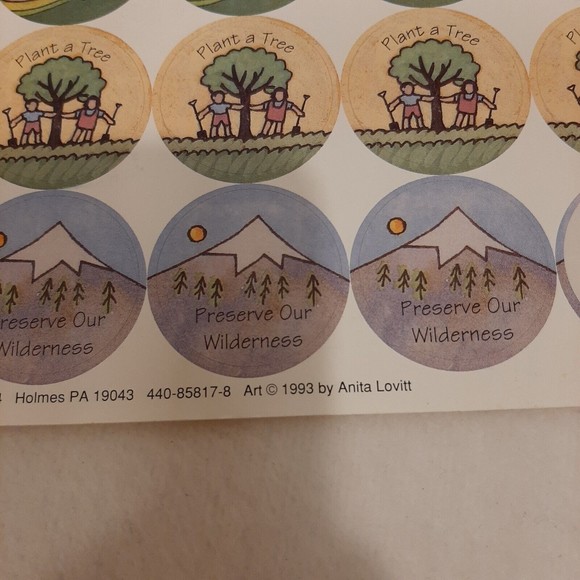 Plant a Tree
Plant a Tree
Plant a Tree
Preserve Our
Wilderness
Preserve Our
Wilderness
Preserve Our
Wilderness
Holmes PA 19043 440-85817-8 Art © 1993 by Anita Lovitt